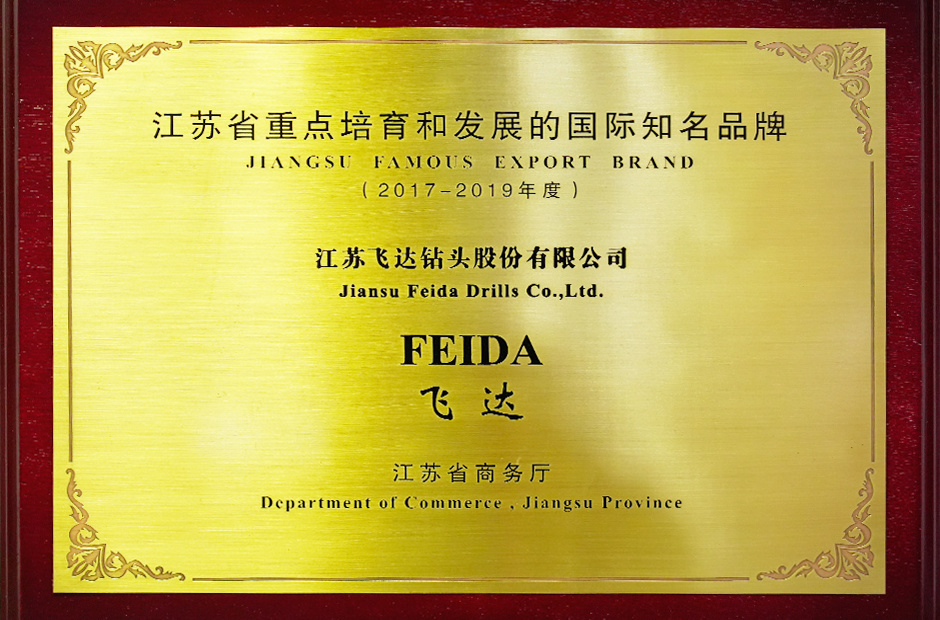 江苏省重点培育和发展的国际知名品牌
JIANGSU FAMOUS EXPORT BRAND
(2017-2019年度)
江苏飞达钻头股份有限公司
Jiansu Feida Drills Co.,Ltd.
FEIDA
飞达
江苏省商务厅
Department of Commerce , Jiangsu Province